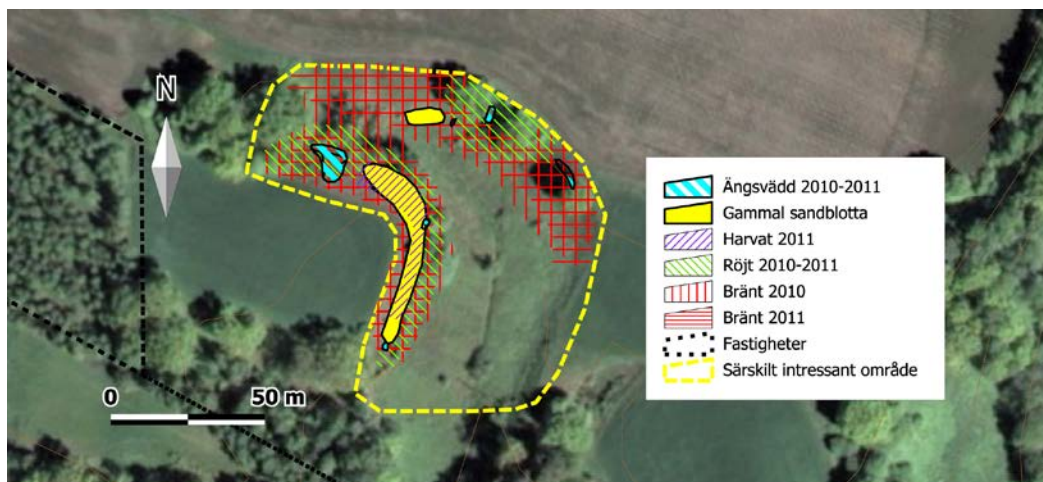 N
0 50 m
Ängsvädd 2010-2011
Gammal sandblotta
Harvat 2011
Röjt 2010-2011
Bränt 2010
Bränt 2011
Fastigheter
Särskilt intressant område